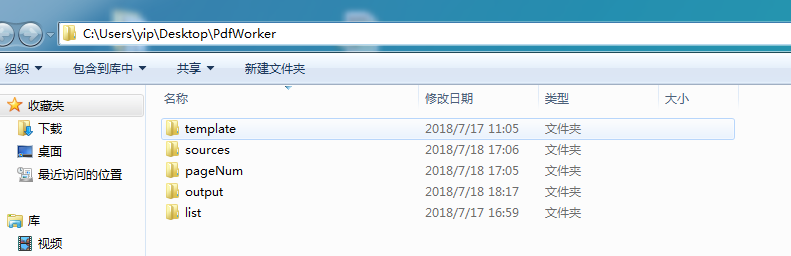 C:\Users\yip\Desktop\PdfWorker
组织 包含到库中 共享 新建文件夹
收藏夹
下载
桌面
最近访问的位置
库
视频
名称 修改日期 类型 大小
template 2018/7/17 11:05 文件夹
sources 2018/7/18 17:06 文件夹
pageNum 2018/7/18 17:05 文件夹
output 2018/7/18 18:17 文件夹
list 2018/7/17 16:59 文件夹